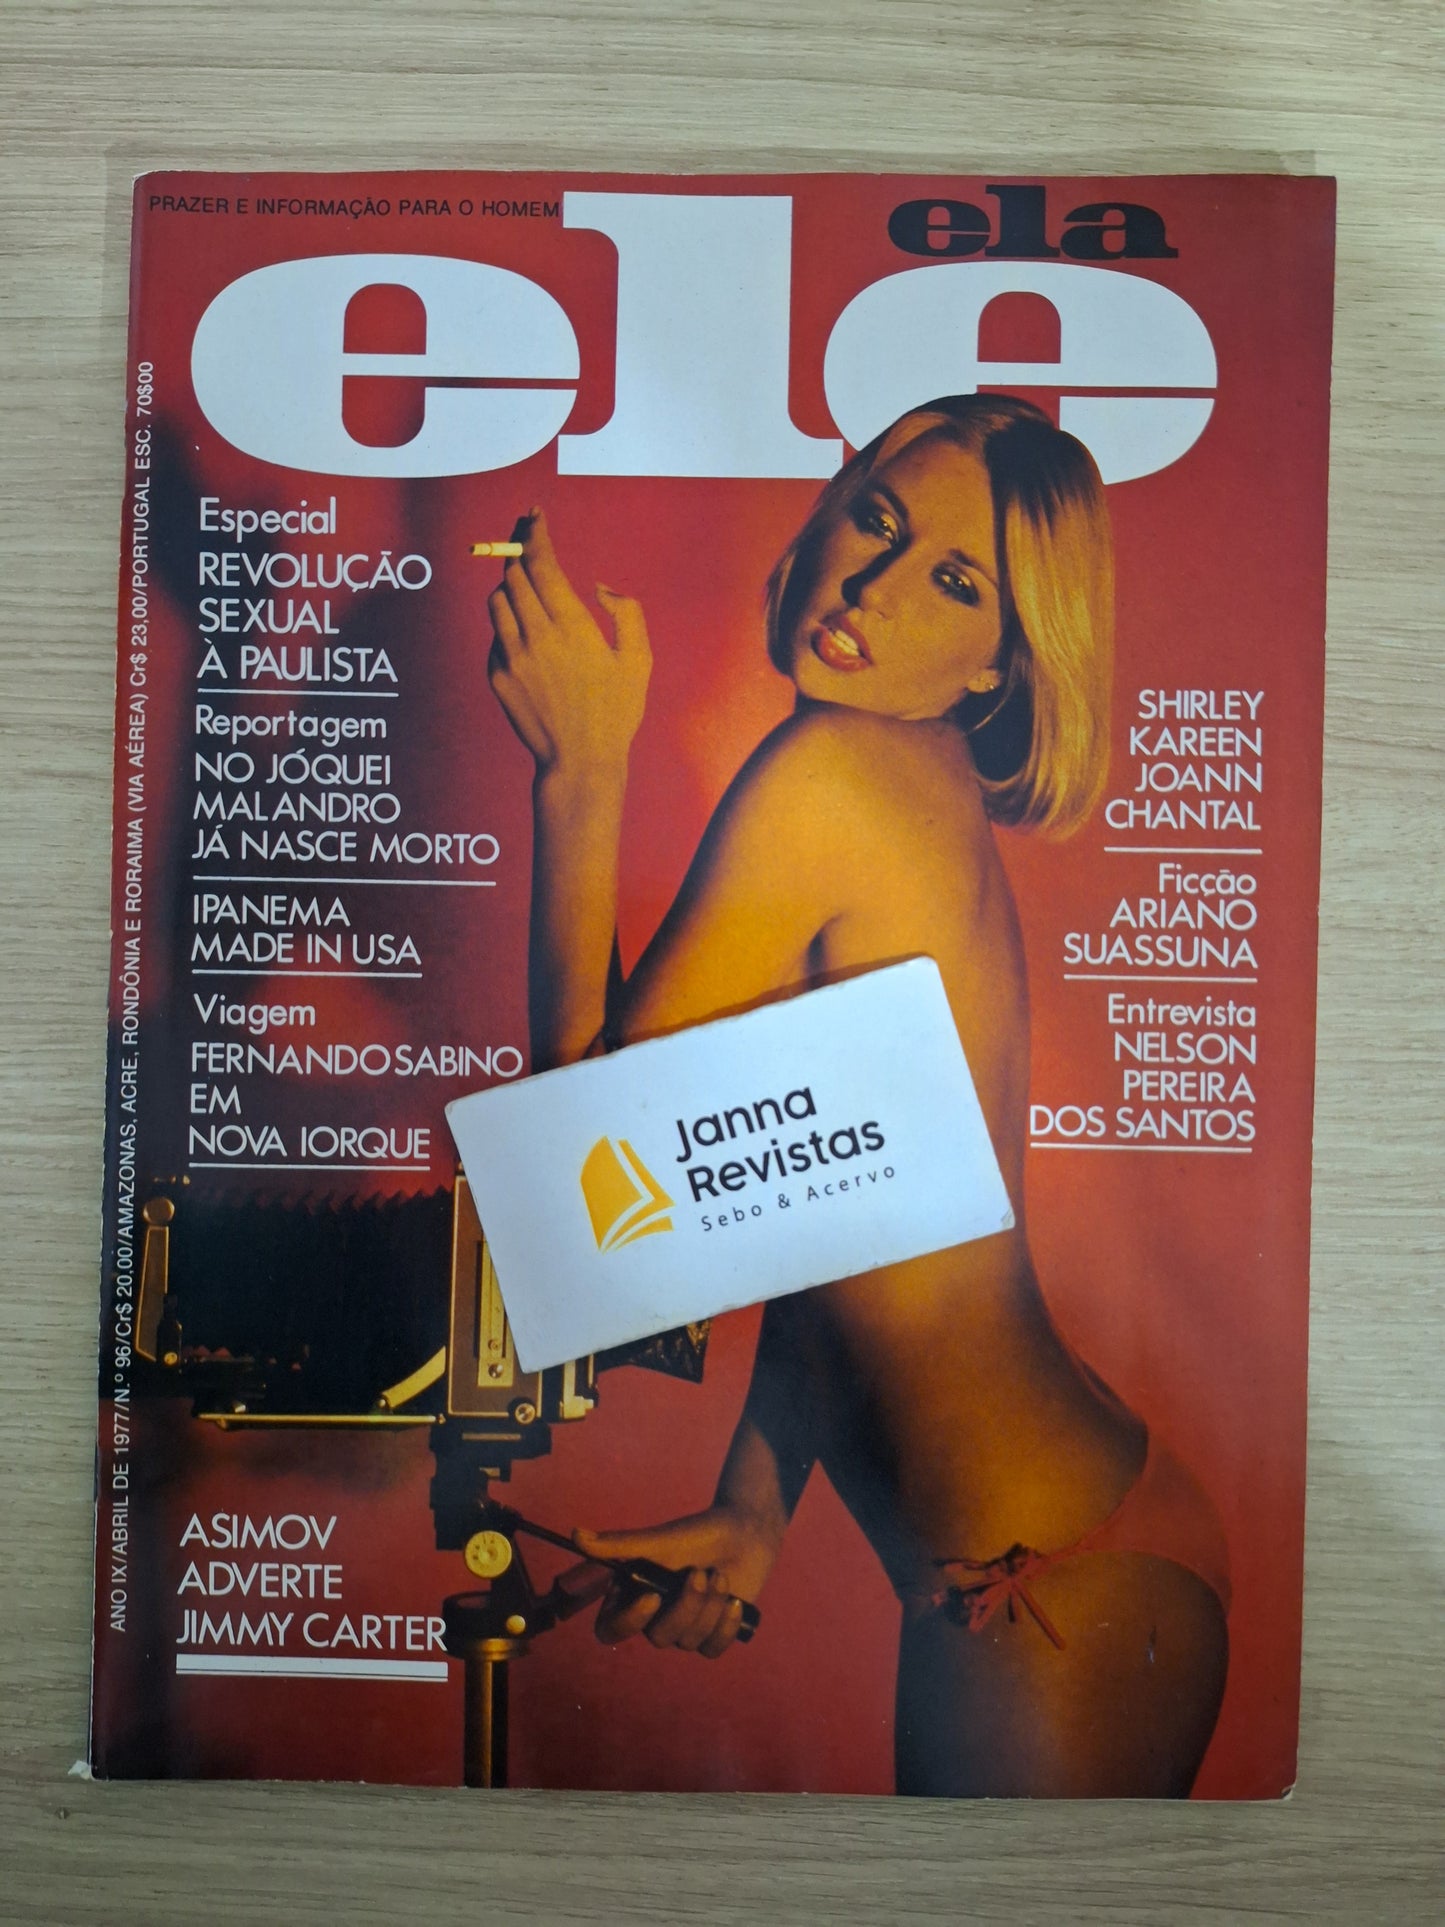 PRAZER E INFORMAÇÃO PARA O HOMEM
ela
ele
ANO IX/ABRIL DE 1977/N.º 96/Cr$ 20,00/AMAZONAS, ACRE, RONDÔNIA E RORAIMA (VIA AÉREA) Cr$ 23,00/PORTUGAL ESC. 70$00
Especial
REVOLUÇÃO
SEXUAL
À PAULISTA
Reportagem
NO JÓQUEI
MALANDRO
JÁ NASCE MORTO
IPANEMA
MADE IN USA
Viagem
FERNANDO SABINO
EM
NOVA IORQUE
ASIMOV
ADVERTE
JIMMY CARTER
SHIRLEY
KAREEN
JOANN
CHANTAL
Ficção
ARIANO
SUASSUNA
Entrevista
NELSON
PEREIRA
DOS SANTOS
Janna
Revistas
Sebo & Acervo